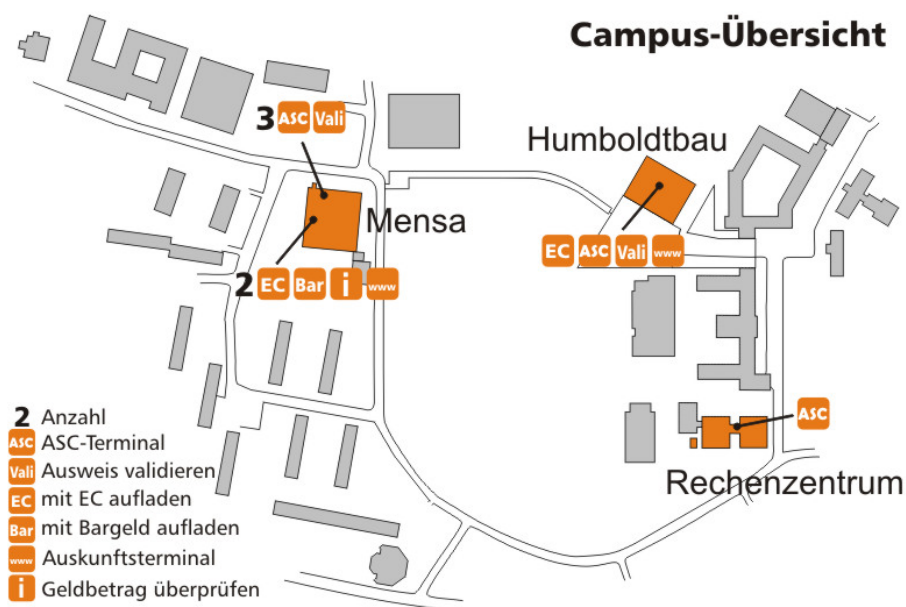 Campus-Übersicht
3 ASC Vali
Humboldtbau
Mensa
EC ASC Vali www
2 EC Bar i www
ASC
Rechenzentrum
2 Anzahl
ASC ASC-Terminal
Vali Ausweis validieren
EC mit EC aufladen
Bar mit Bargeld aufladen
www Auskunftsterminal
i Geldbetrag überprüfen